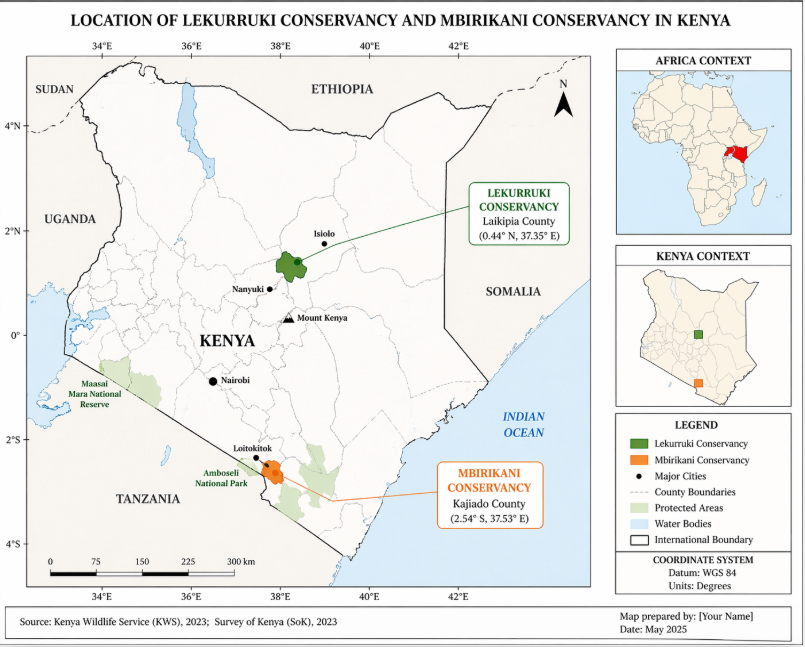 LOCATION OF LEKURRUKI CONSERVANCY AND MBIRIKANI CONSERVANCY IN KENYA
34°E 36°E 38°E 40°E 42°E
4°N
2°N
0°
2°S
4°S
SUDAN
ETHIOPIA
N
UGANDA
LEKURRUKI
CONSERVANCY
Laikipia County
(0.44° N, 37.35° E)
Isiolo
Nanyuki
SOMALIA
Mount Kenya
KENYA
Nairobi
Maasai
Mara National
Reserve
INDIAN
OCEAN
Loitokitok
Amboseli
National Park
MBIRIKANI
CONSERVANCY
Kajiado County
(2.54° S, 37.53° E)
TANZANIA
0 75 150 225 300 km
34°E 36°E 38°E 40°E 42°E
AFRICA CONTEXT
KENYA CONTEXT
LEGEND
Lekurruki Conservancy
Mbirikani Conservancy
Major Cities
County Boundaries
Protected Areas
Water Bodies
International Boundary
COORDINATE SYSTEM
Datum: WGS 84
Units: Degrees
Source: Kenya Wildlife Service (KWS), 2023; Survey of Kenya (SoK), 2023
Map prepared by: [Your Name]
Date: May 2025